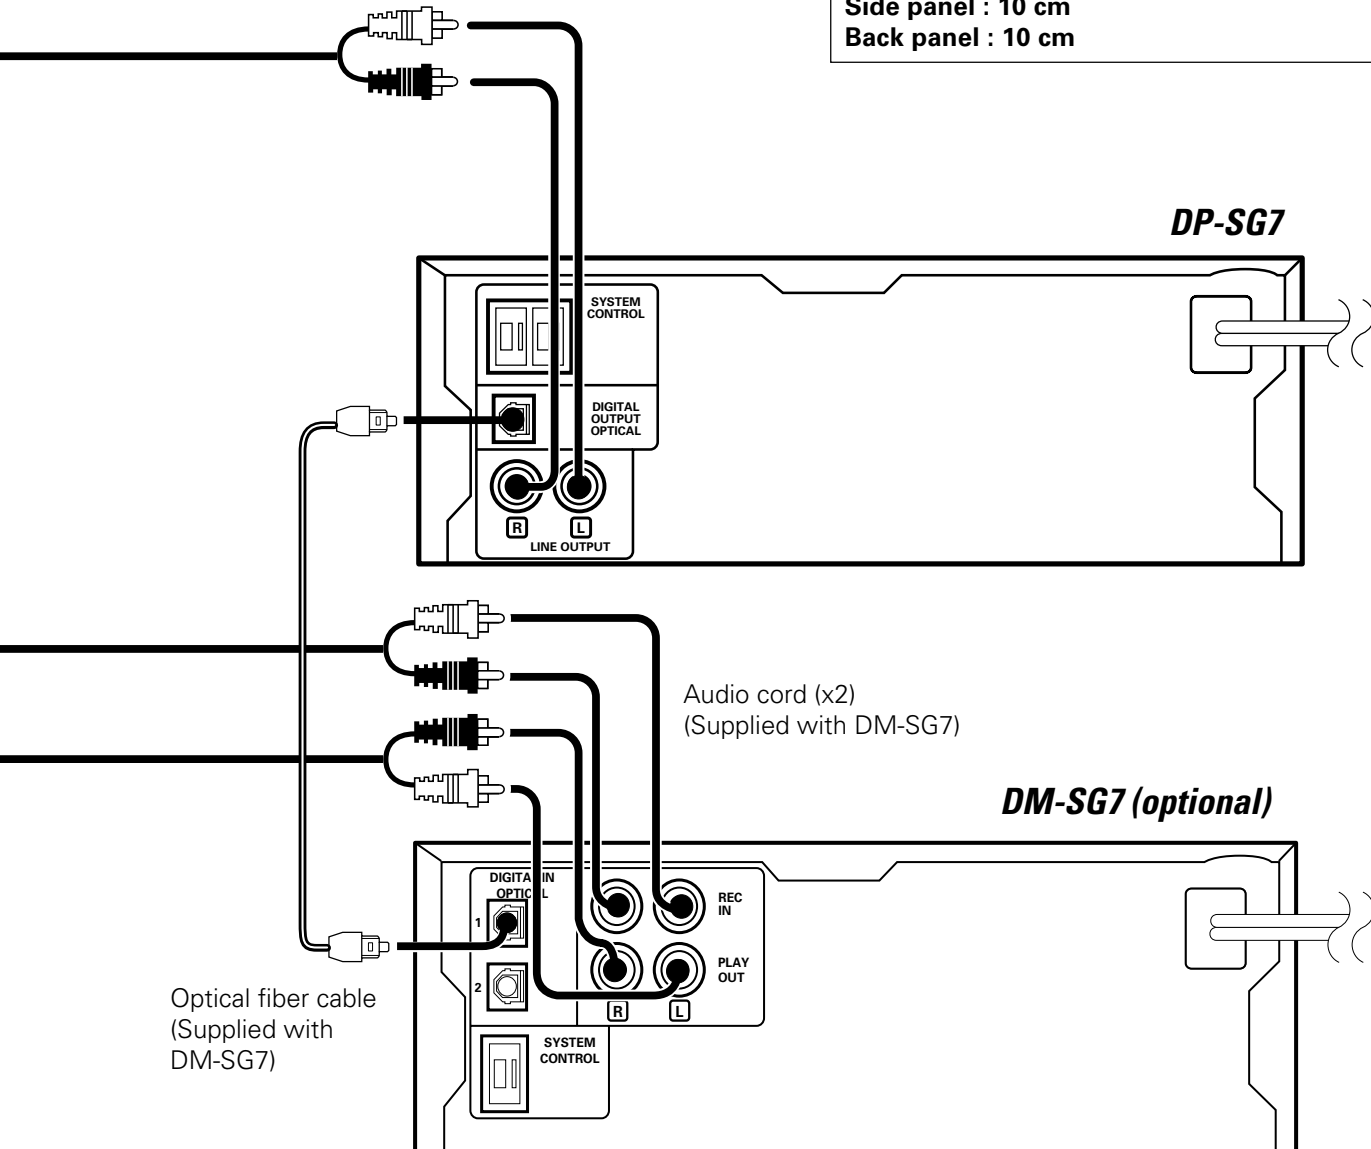 Side panel : 10 cm
Back panel : 10 cm
DP-SG7
SYSTEM
CONTROL
DIGITAL
OUTPUT
OPTICAL
R
L
LINE OUTPUT
Audio cord (x2)
(Supplied with DM-SG7)
DM-SG7 (optional)
DIGITAL IN
OPTICAL
1
REC
IN
2
PLAY
OUT
R
L
SYSTEM
CONTROL
Optical fiber cable
(Supplied with
DM-SG7)